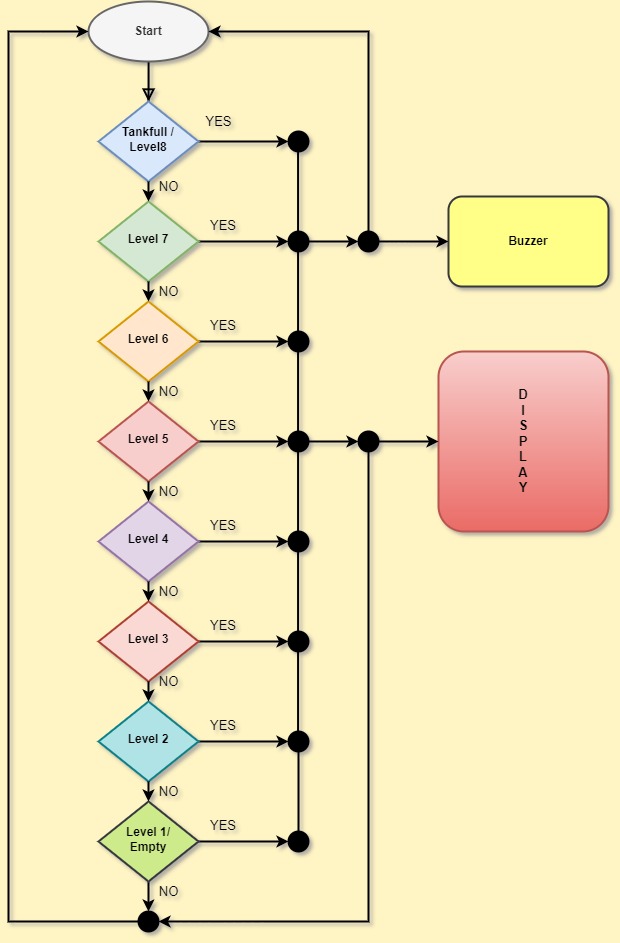 Start
Tankfull /
Level8
YES
NO
Level 7
YES
Buzzer
NO
Level 6
YES
NO
Level 5
YES
D
I
S
P
L
A
Y
NO
Level 4
YES
NO
Level 3
YES
NO
Level 2
YES
NO
Level 1/
Empty
YES
NO